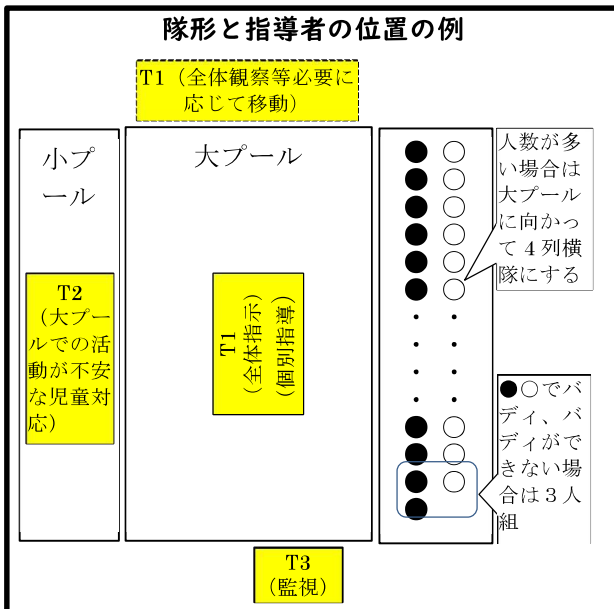 隊形と指導者の位置の例
T1（全体観察等必要に
応じて移動）
小プ
ール
大プール
人数が多
い場合は
大プール
に向かっ
て４列横
隊にする
T2
（大プー
ルでの活
動が不安
な児童対
応）
T1
（全体指示）
（個別指導）
●○でバ
ディ、バ
ディがで
きない場
合は３人
組
T3
（監視）